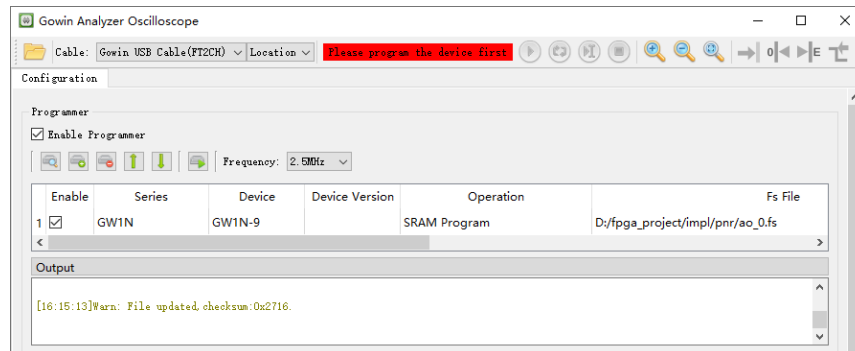 Gowin Analyzer Oscilloscope
Cable: Gowin USB Cable(FT2CH) Location Please program the device first
Configuration
Programmer
Enable Programmer
Frequency: 2.5MHz
Enable Series Device Device Version Operation Fs File
1 GW1N GW1N-9 SRAM Program D:/fpga_project/impl/pnr/ao_0.fs
Output
[16:15:13]Warn: File updated,checksum:0x2716.